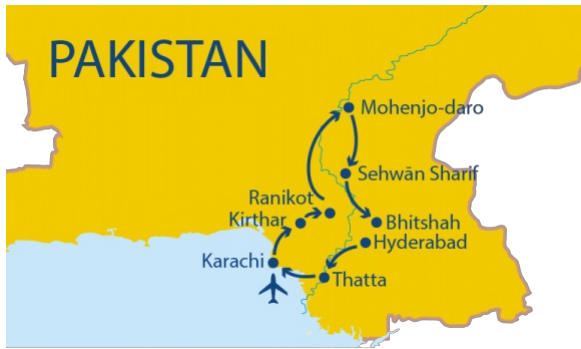 PAKISTAN
Mohenjo-daro
Sehwān Sharif
Ranikot
Kirthar
Bhitshah
Hyderabad
Karachi
Thatta